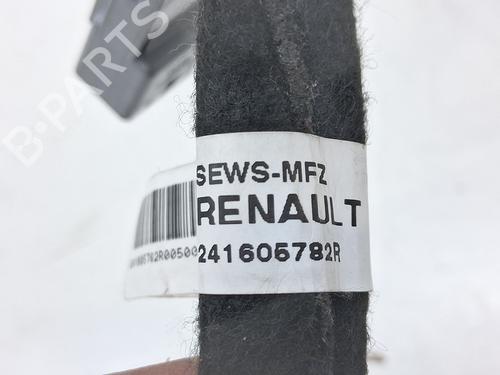 B-PARTS
SEWS-MFZ
RENAULT
241605782R